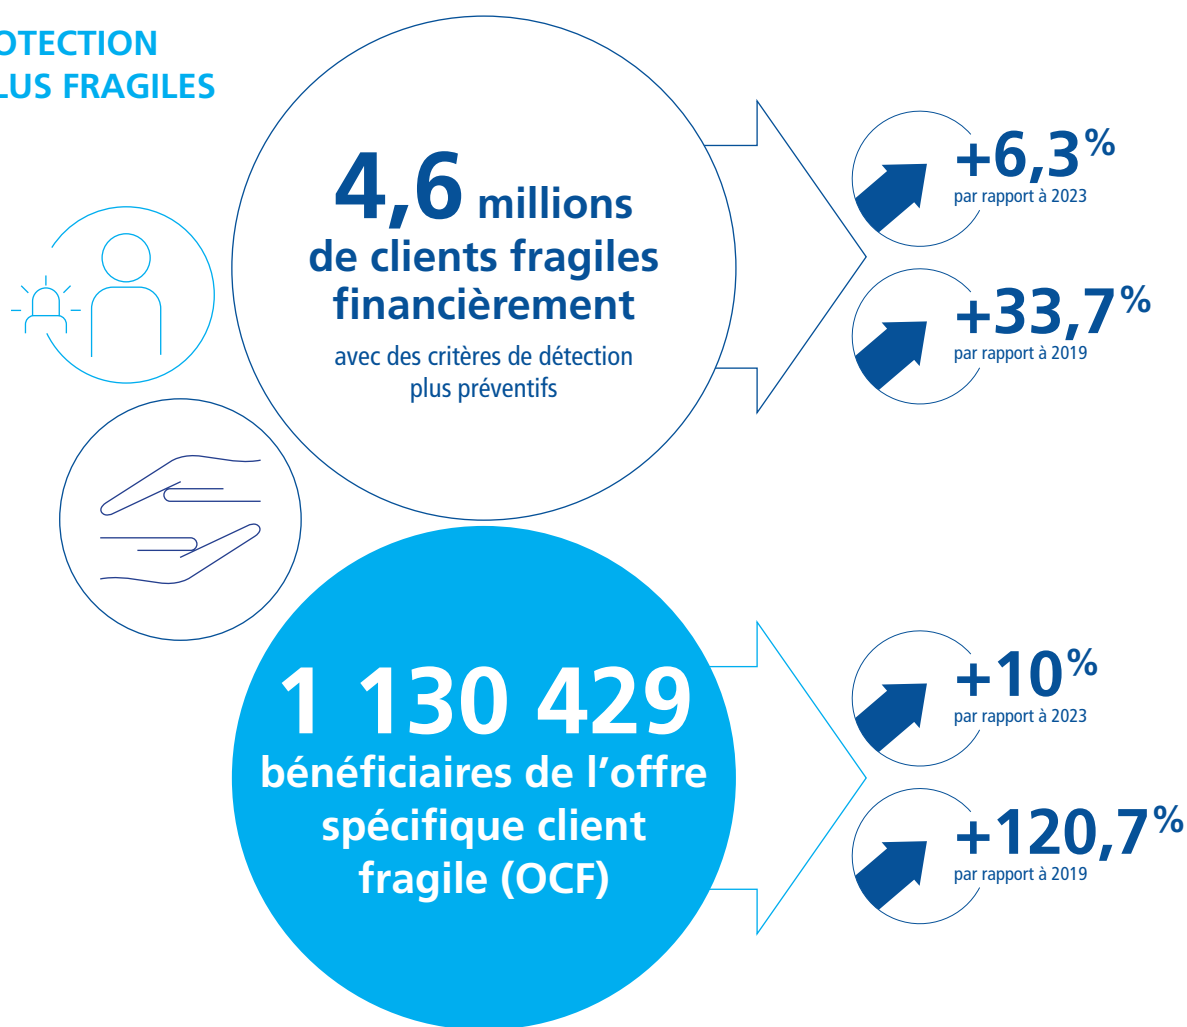 OTECTION
LUS FRAGILES
4,6 millions
de clients fragiles
financièrement
avec des critères de détection
plus préventifs
+6,3%
par rapport à 2023
+33,7%
par rapport à 2019
1 130 429
bénéficiaires de l’offre
spécifique client
fragile (OCF)
+10%
par rapport à 2023
+120,7%
par rapport à 2019